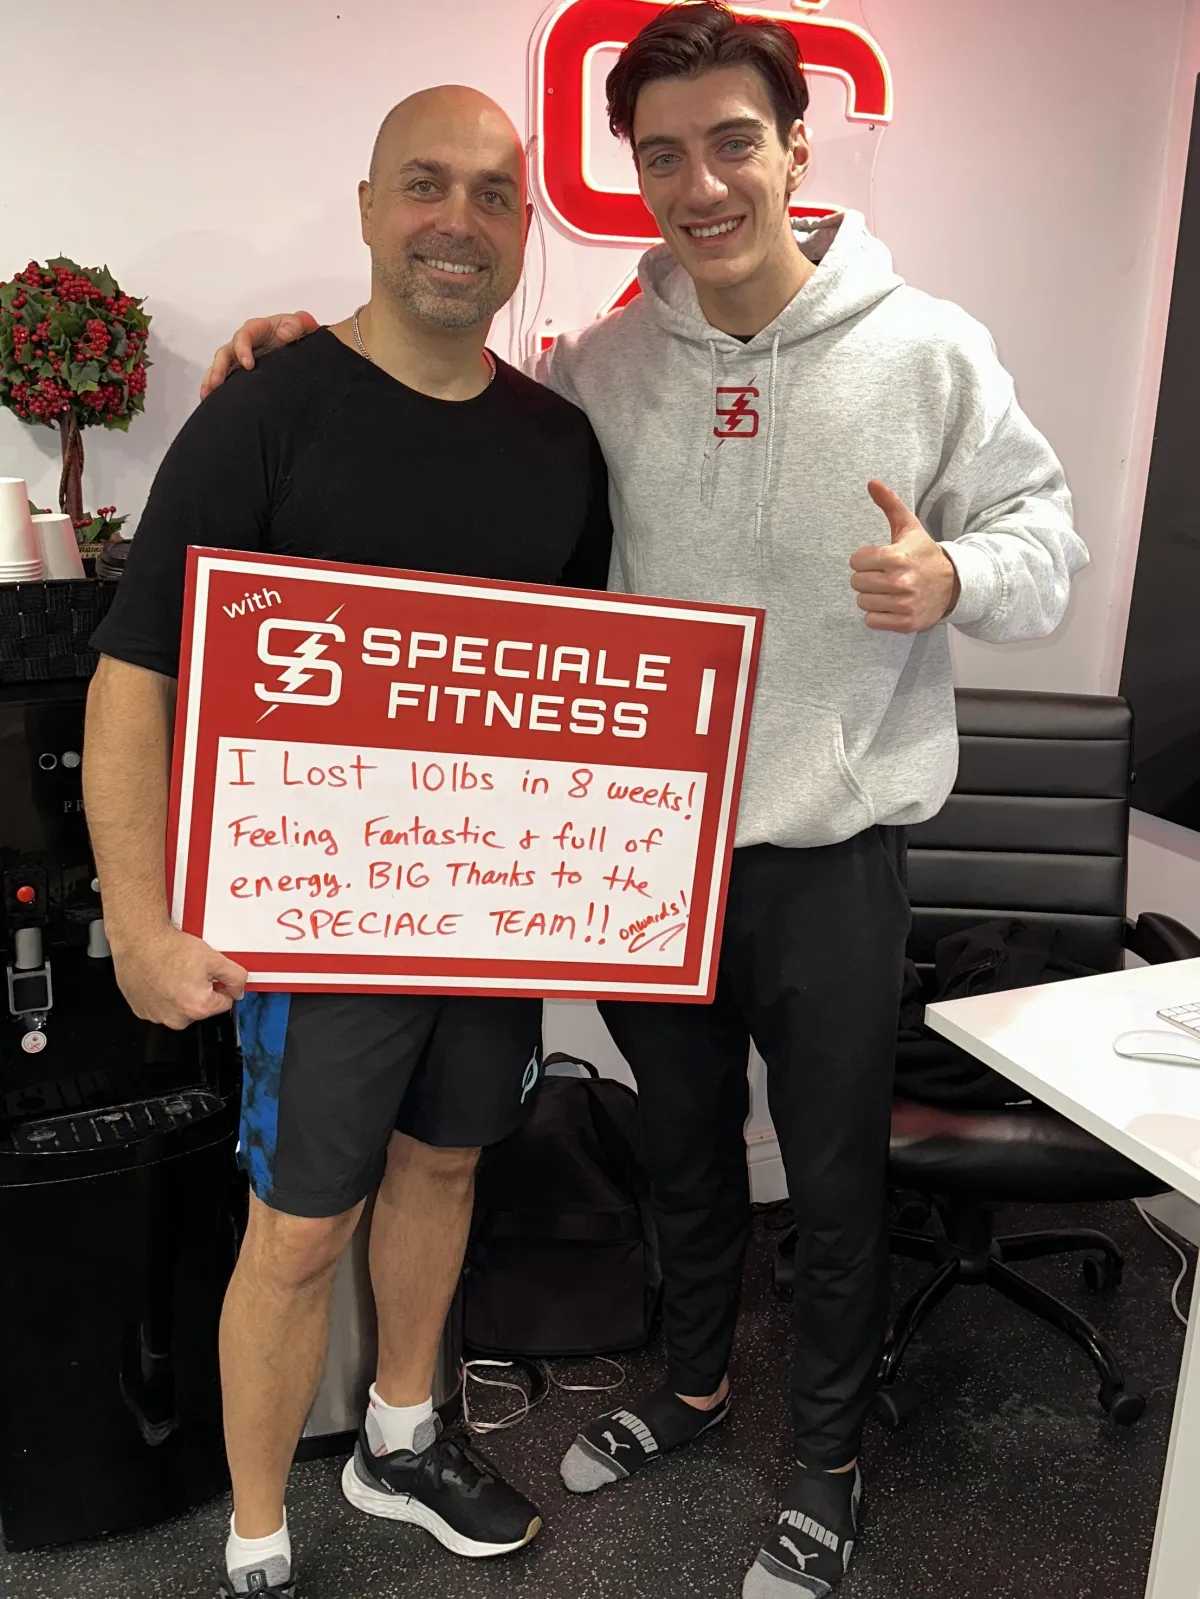 with
SPECIALE
FITNESS
I
I Lost 10lbs in 8 weeks!
Feeling Fantastic & full of
energy. BIG Thanks to the
SPECIALE TEAM!! onwards!
PUMA
PUMA